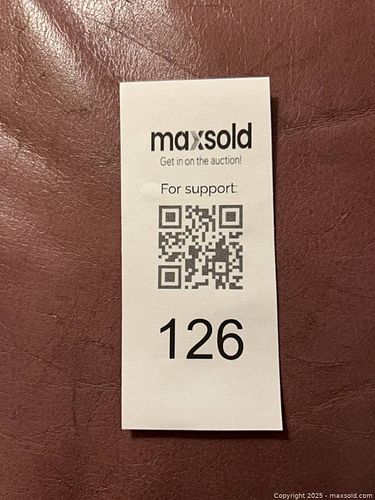 maxsold
Get in on the auction!
For support:
126
Copyright 2025 - maxsold.com